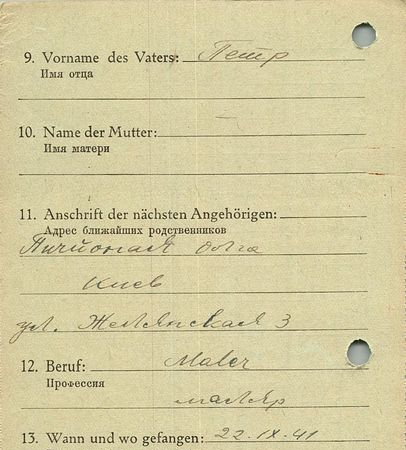 9. Vorname des Vaters: Петр
Имя отца
10. Name der Mutter:
Имя матери
11. Anschrift der nächsten Angehörigen:
Адрес ближайших родственников
Киев
ул. Желянская 3
12. Beruf: Maler
Профессия
маляр
13. Wann und wo gefangen: 22.IX.41